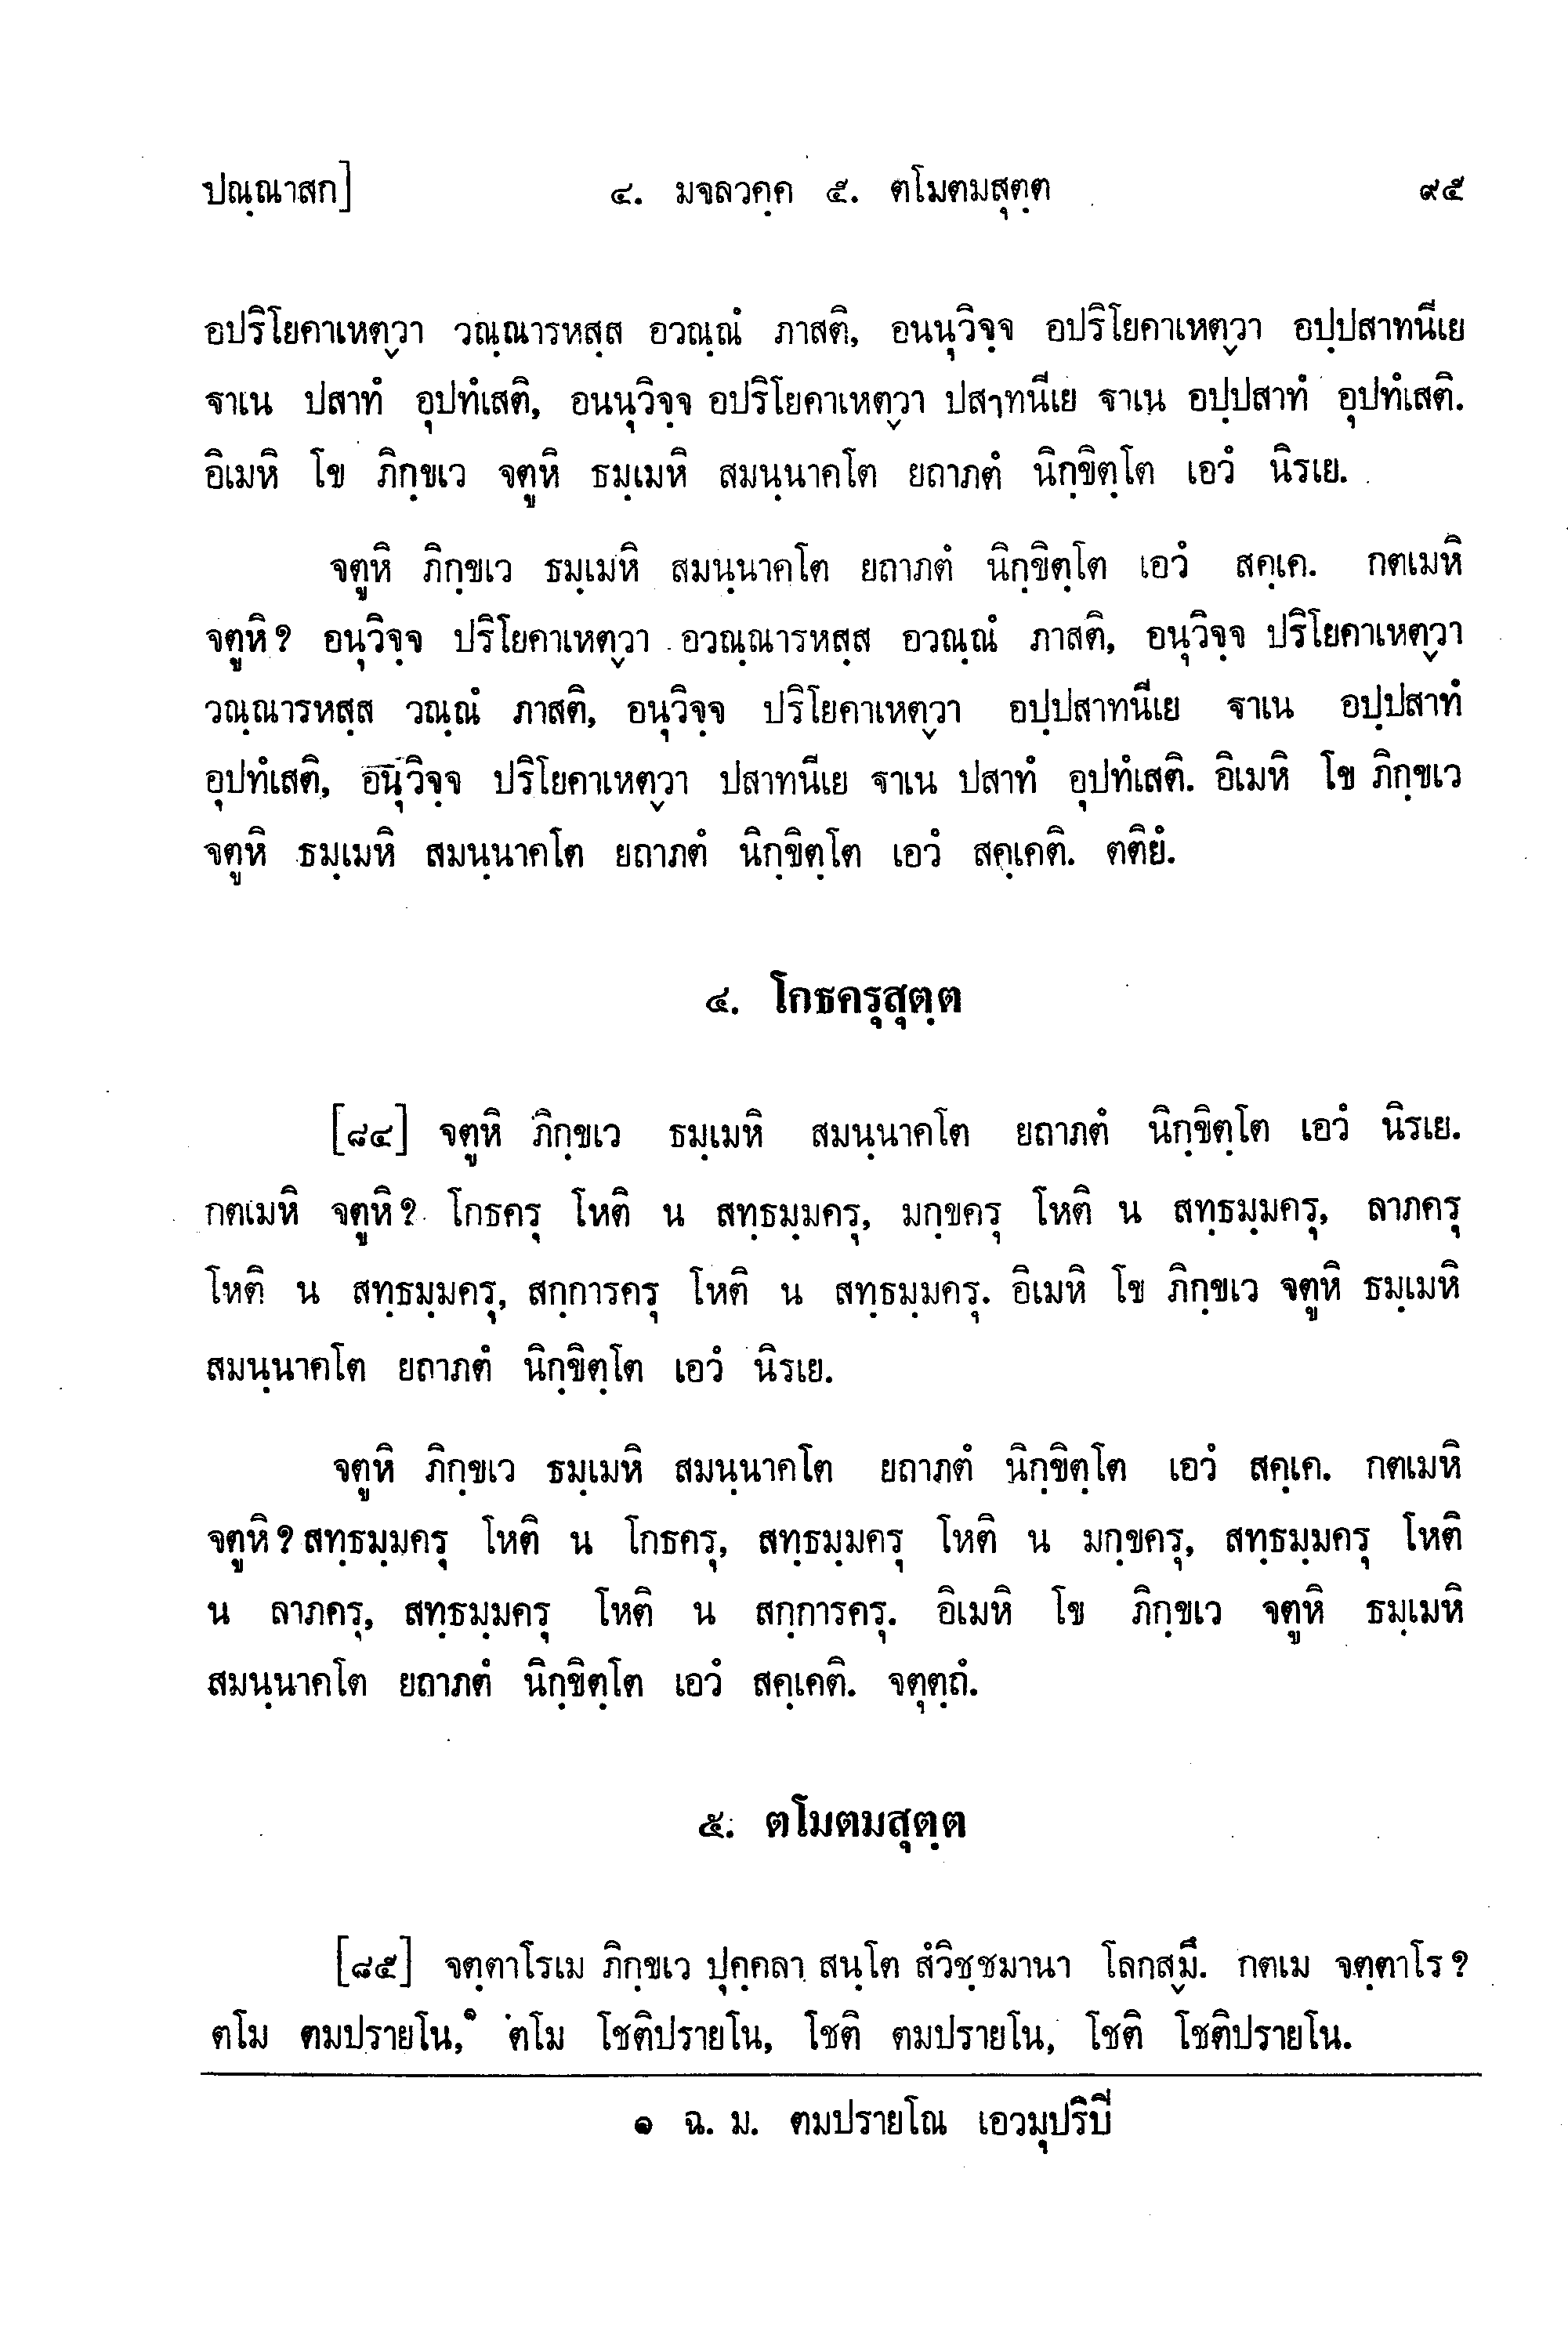 ปณฺณาสก]	๔. มจลวคฺค ๕. ตโมตมสุตฺต	๙๕
อปริโยคาเหตฺวา วณฺณารหสฺส อวณฺณํ ภาสติ, อนนุวิจฺจ อปริโยคาเหตฺวา อปฺปสาทนีเย
ฐาเน ปสาทํ อุปทํเสติ, อนนุวิจฺจ อปริโยคาเหตฺวา ปสาทนีเย ฐาเน อปฺปสาทํ อุปทํเสติ.
อิเมหิ โข ภิกฺขเว จตูหิ ธมฺเมหิ สมนฺนาคโต ยถาภตํ นิกฺขิตฺโต เอวํ นิรเย.
จตูหิ ภิกฺขเว ธมฺเมหิ สมนฺนาคโต ยถาภตํ นิกฺขิตฺโต เอวํ สคฺเค. กตเมหิ
จตูหิ? อนุวิจฺจ ปริโยคาเหตฺวา อวณฺณารหสฺส อวณฺณํ ภาสติ, อนุวิจฺจ ปริโยคาเหตฺวา
วณฺณารหสฺส วณฺณํ ภาสติ, อนุวิจฺจ ปริโยคาเหตฺวา อปฺปสาทนีเย ฐาเน อปฺปสาทํ
อุปทํเสติ, อนุวิจฺจ ปริโยคาเหตฺวา ปสาทนีเย ฐาเน ปสาทํ อุปทํเสติ. อิเมหิ โข ภิกฺขเว
จตูหิ ธมฺเมหิ สมนฺนาคโต ยถาภตํ นิกฺขิตฺโต เอวํ สคฺเคติ. ตติยํ.
๔. โกธครุสุตฺต
[๘๔] จตูหิ ภิกฺขเว ธมฺเมหิ สมนฺนาคโต ยถาภตํ นิกฺขิตฺโต เอวํ นิรเย.
กตเมหิ จตูหิ? โกธครุ โหติ น สทฺธมฺมครุ, มกฺขครุ โหติ น สทฺธมฺมครุ, ลาภครุ
โหติ น สทฺธมฺมครุ, สกฺการครุ โหติ น สทฺธมฺมครุ. อิเมหิ โข ภิกฺขเว จตูหิ ธมฺเมหิ
สมนฺนาคโต ยถาภตํ นิกฺขิตฺโต เอวํ นิรเย.
จตูหิ ภิกฺขเว ธมฺเมหิ สมนฺนาคโต ยถาภตํ นิกฺขิตฺโต เอวํ สคฺเค. กตเมหิ
จตูหิ? สทฺธมฺมครุ โหติ น โกธครุ, สทฺธมฺมครุ โหติ น มกฺขครุ, สทฺธมฺมครุ โหติ
น ลาภครุ, สทฺธมฺมครุ โหติ น สกฺการครุ. อิเมหิ โข ภิกฺขเว จตูหิ ธมฺเมหิ
สมนฺนาคโต ยถาภตํ นิกฺขิตฺโต เอวํ สคฺเคติ. จตุตฺถํ.
๕. ตโมตมสุตฺต
[๘๕] จตฺตาโรเม ภิกฺขเว ปุคฺคลา สนฺโต สํวิชฺชมานา โลกสฺมึ. กตเม จตฺตาโร?
ตโม ตมปรายโน,๑ ตโม โชติปรายโน, โชติ ตมปรายโน, โชติ โชติปรายโน.
๑ ฉ. ม. ตมปรายโณ เอวมุปริปี